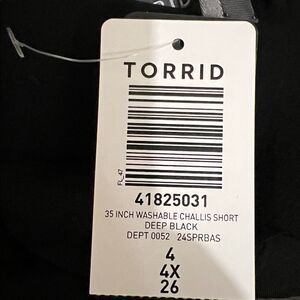 TORRID
FL_47
41825031
35 INCH WASHABLE CHALLIS SHORT
DEEP BLACK
DEPT 0052 24SPRBAS
4
4X
26